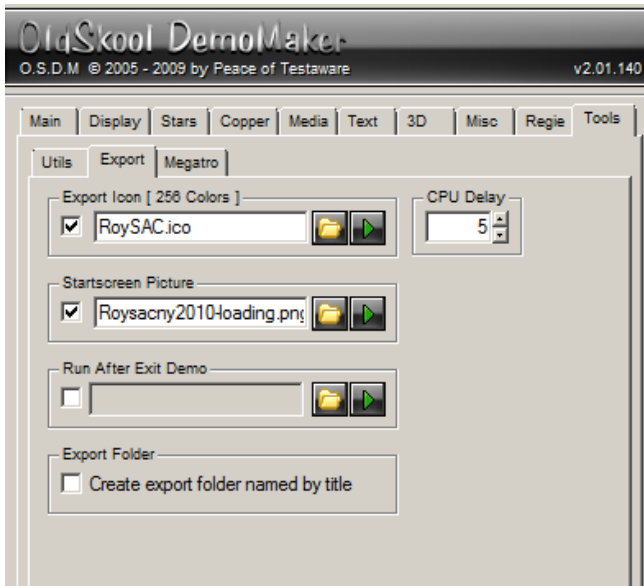 OldSkool DemoMaker
O.S.D.M © 2005 - 2009 by Peace of Testaware v2.01.140
Main Display Stars Copper Media Text 3D Misc Regie Tools
Utils Export Megatro
Export Icon [ 256 Colors ] CPU Delay
RoySAC.ico 5
Startscreen Picture
Roysacny2010-loading.png
Run After Exit Demo
Export Folder
Create export folder named by title